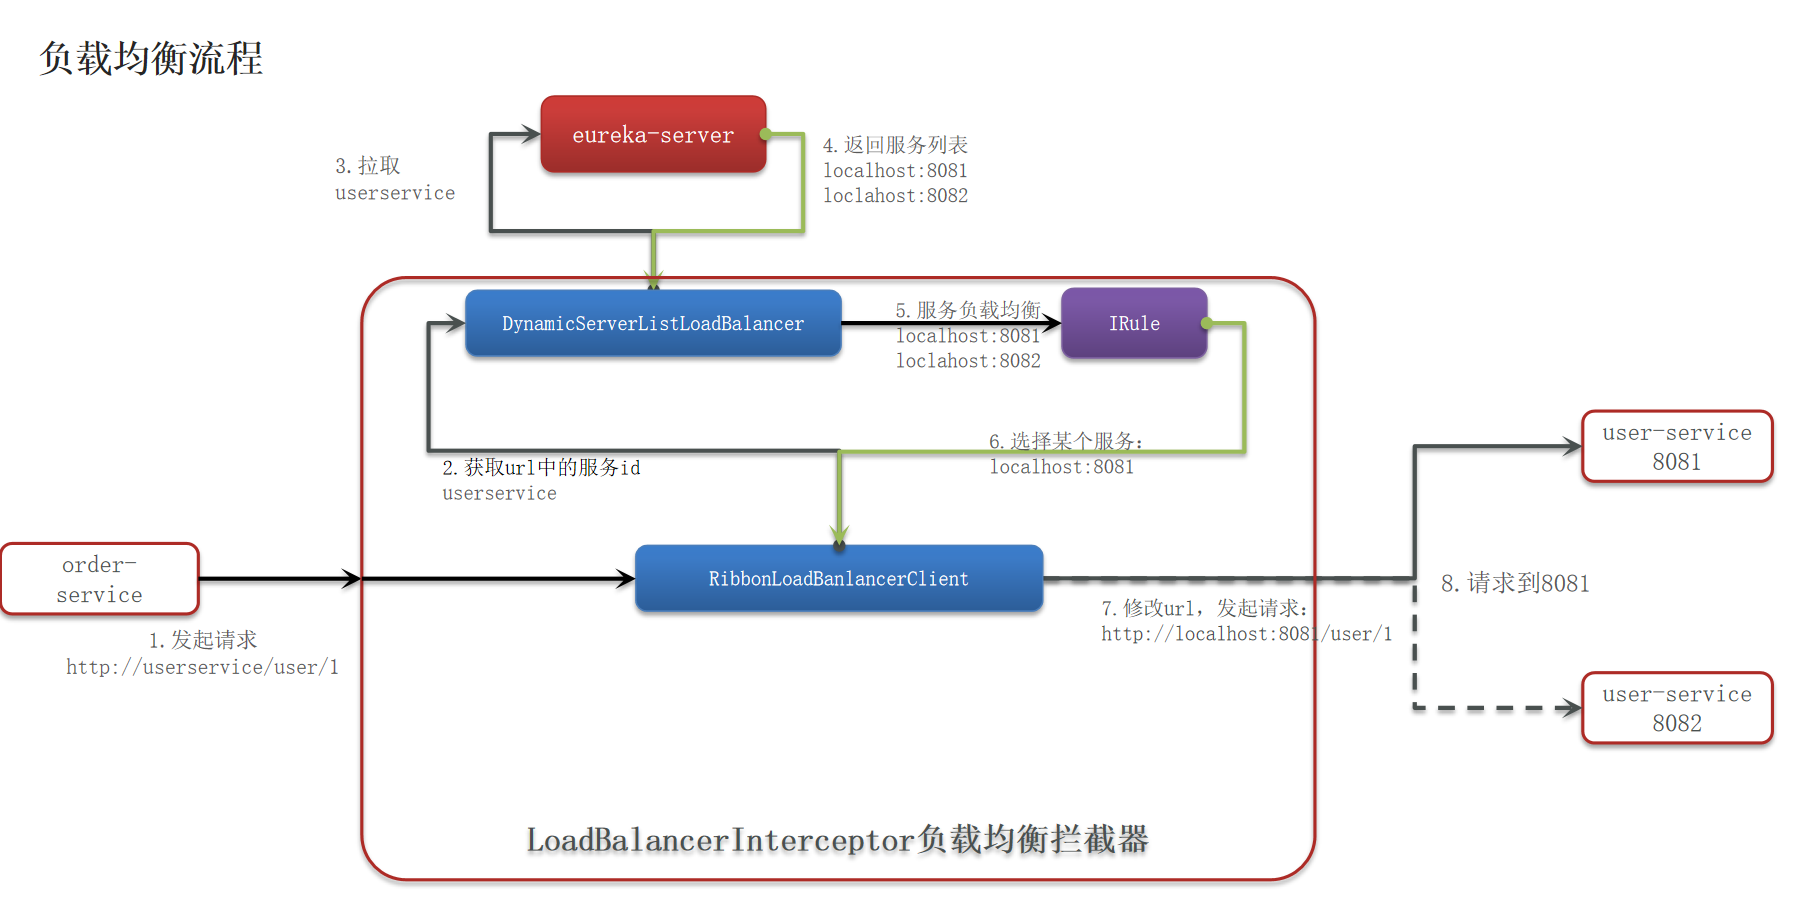 负载均衡流程
eureka-server
3.拉取
userservice
4.返回服务列表
localhost:8081
loclahost:8082
DynamicServerListLoadBalancer
5.服务负载均衡
localhost:8081
loclahost:8082
IRule
2.获取url中的服务id
userservice
6.选择某个服务：
localhost:8081
user-service
8081
order-
service
1.发起请求
http://userservice/user/1
RibbonLoadBanlancerClient
7.修改url，发起请求：
http://localhost:8081/user/1
8.请求到8081
user-service
8082
LoadBalancerInterceptor负载均衡拦截器